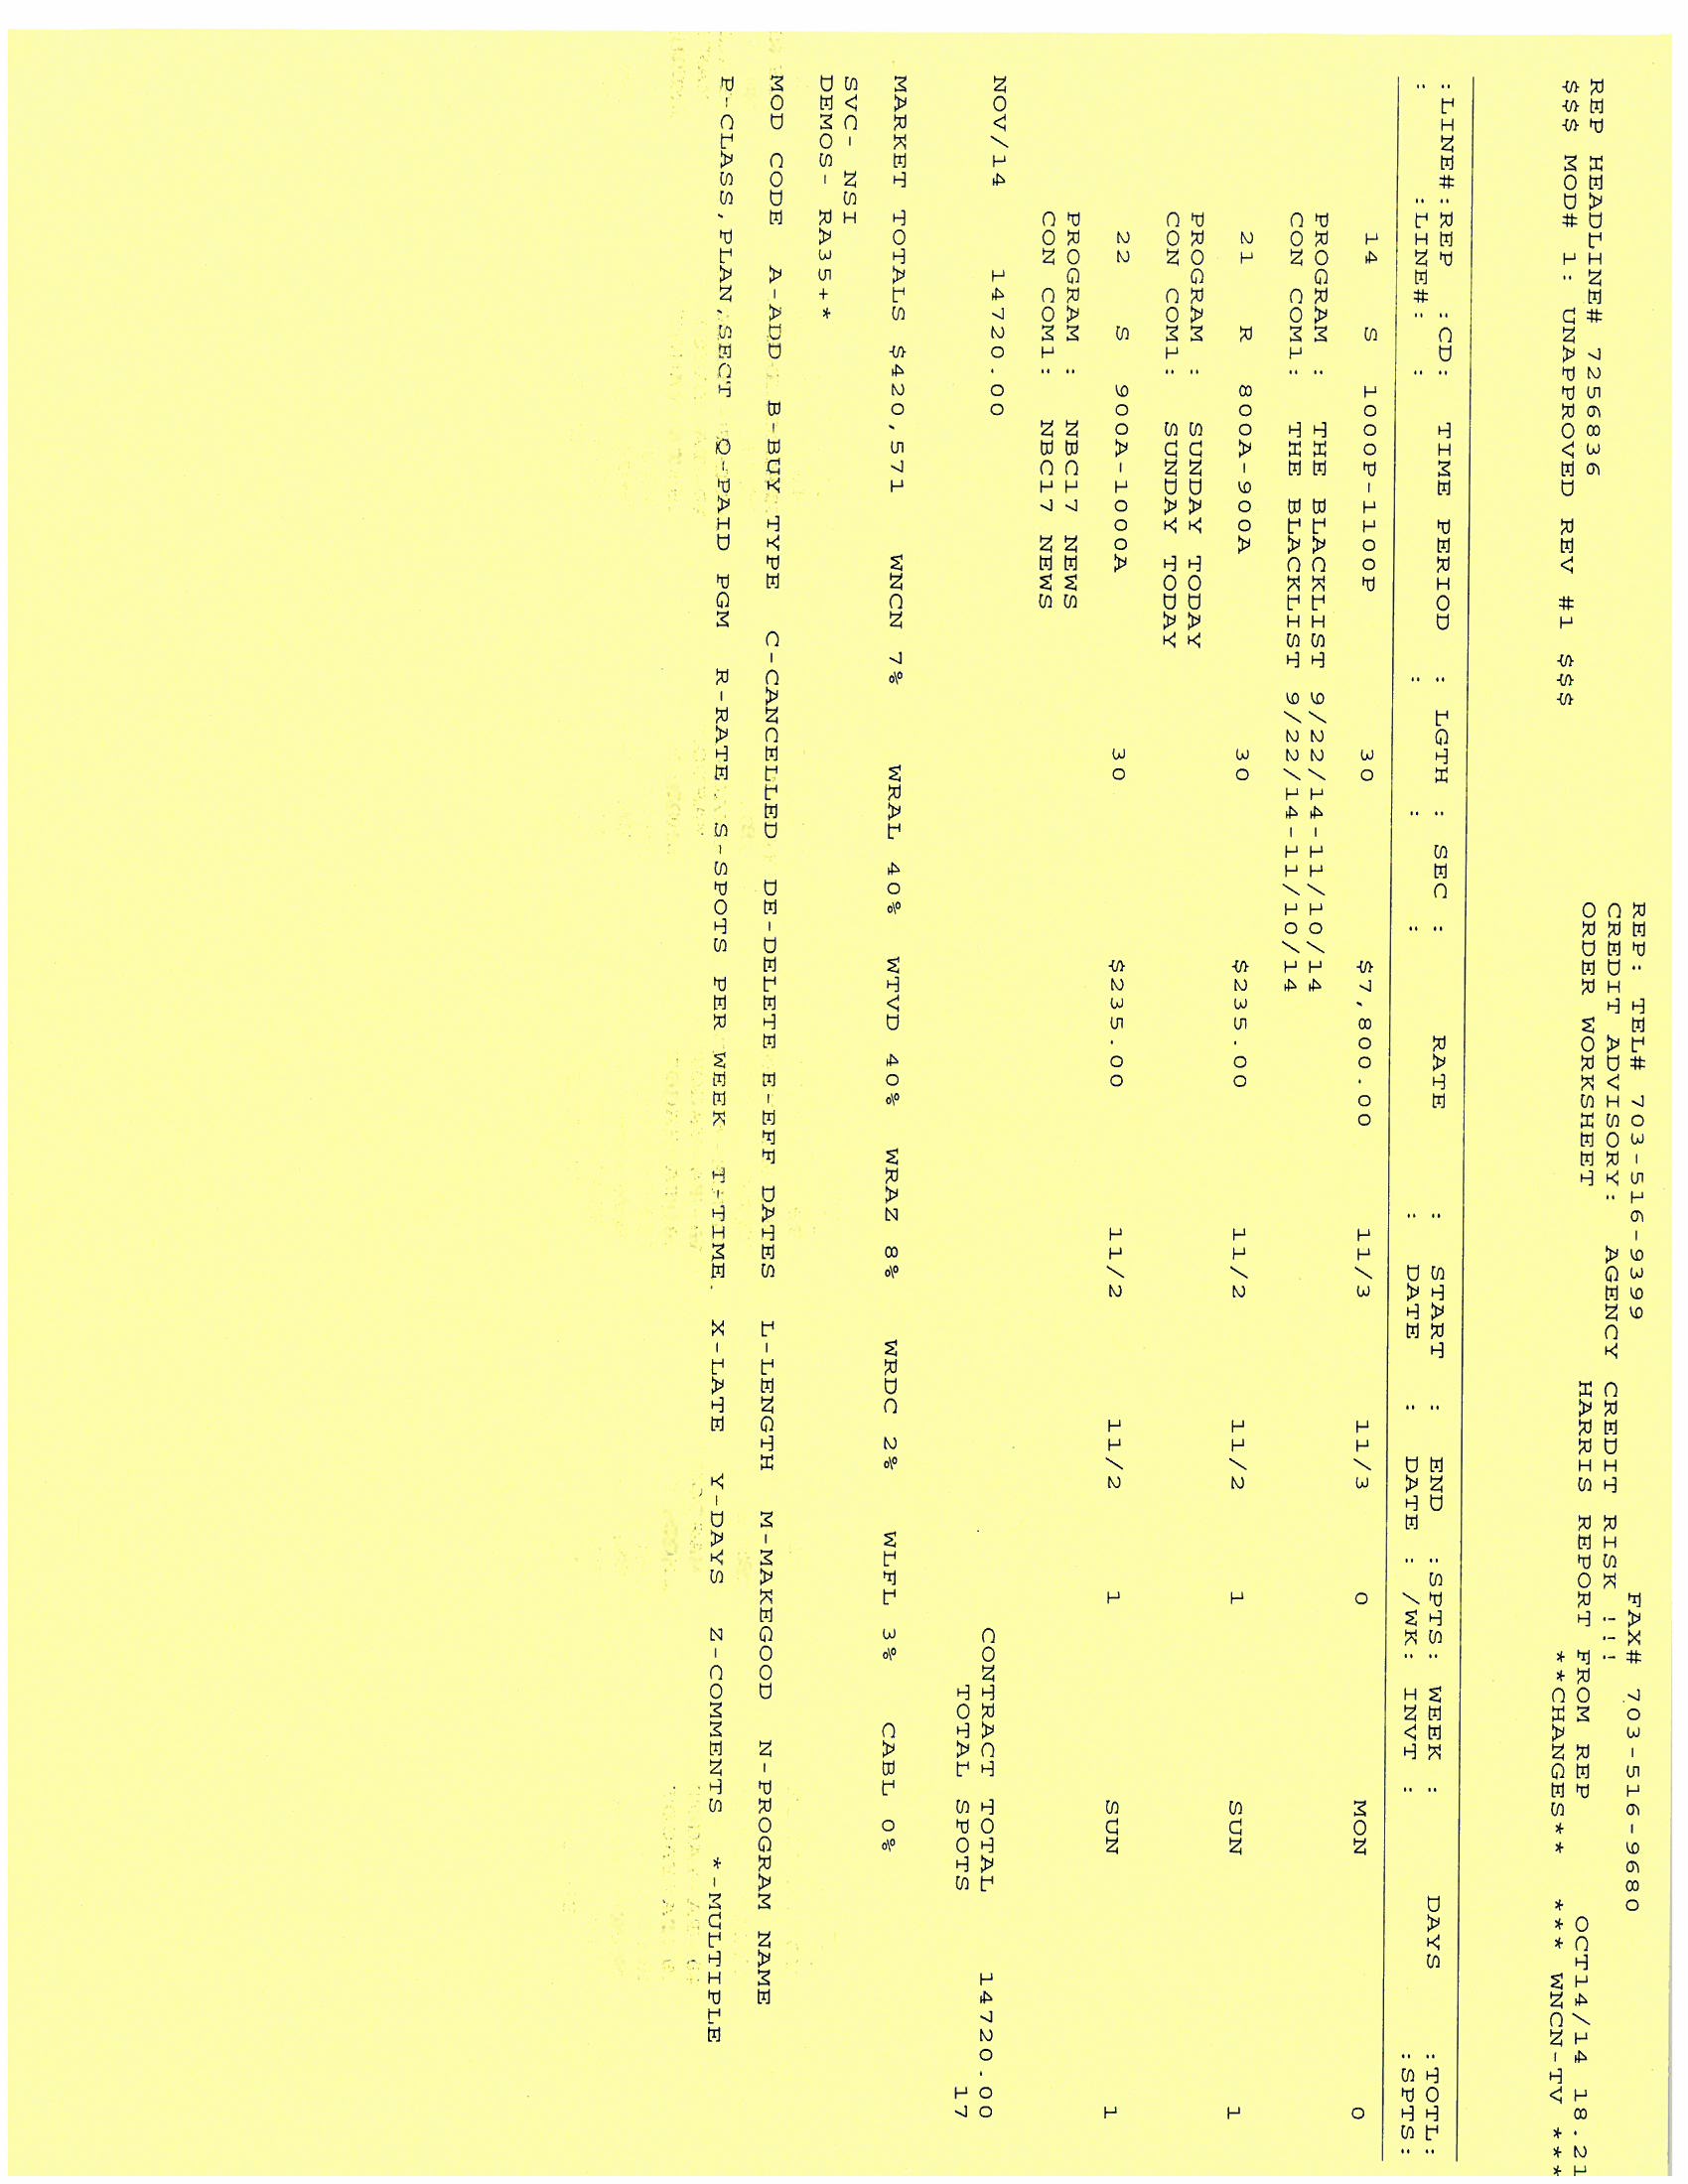 REP: TEL# 703-516-9399 FAX# 703-516-9680
CREDIT ADVISORY: AGENCY CREDIT RISK !!!
REP HEADLINE# 7256836 ORDER WORKSHEET HARRIS REPORT FROM REP OCT14/14 18.21
$$$ MOD# 1: UNAPPROVED REV #1 $$$ **CHANGES** *** WNCN-TV ***
:LINE#:REP :CD: TIME PERIOD : LGTH : SEC : RATE : START : END :SPTS: WEEK : DAYS :TOTL:
: :LINE#: : : : : : DATE : DATE : /WK: INVT : :SPTS:
14 S 1000P-1100P 30 $7,800.00 11/3 11/3 0 MON 0
PROGRAM : THE BLACKLIST 9/22/14-11/10/14
CON COM1: THE BLACKLIST 9/22/14-11/10/14
21 R 800A-900A 30 $235.00 11/2 11/2 1 SUN 1
PROGRAM : SUNDAY TODAY
CON COM1: SUNDAY TODAY
22 S 900A-1000A 30 $235.00 11/2 11/2 1 SUN 1
PROGRAM : NBC17 NEWS
CON COM1: NBC17 NEWS
NOV/14 14720.00 CONTRACT TOTAL 14720.00
TOTAL SPOTS 17
MARKET TOTALS $420,571 WNCN 7% WRAL 40% WTVD 40% WRAZ 8% WRDC 2% WLFL 3% CABL 0%
SVC- NSI
DEMOS- RA35+*
MOD CODE A-ADD B-BUY TYPE C-CANCELLED DE-DELETE E-EFF DATES L-LENGTH M-MAKEGOOD N-PROGRAM NAME
P-CLASS,PLAN,SECT Q-PAID PGM R-RATE S-SPOTS PER WEEK T-TIME X-LATE Y-DAYS Z-COMMENTS *-MULTIPLE